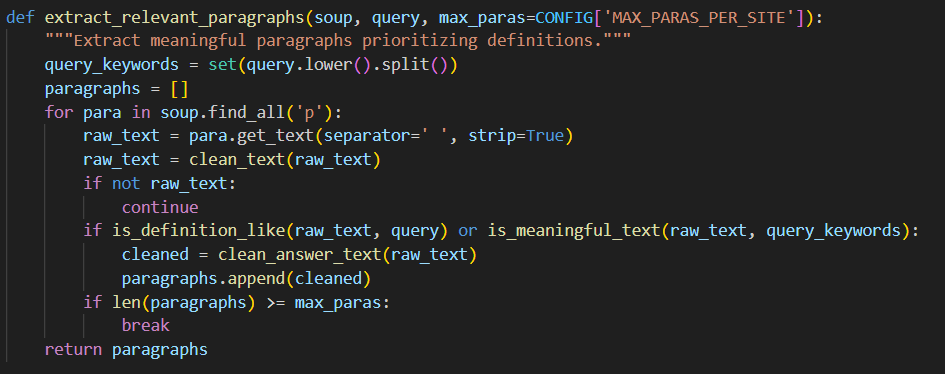 def extract_relevant_paragraphs(soup, query, max_paras=CONFIG['MAX_PARAS_PER_SITE']):
    """Extract meaningful paragraphs prioritizing definitions."""
    query_keywords = set(query.lower().split())
    paragraphs = []
    for para in soup.find_all('p'):
        raw_text = para.get_text(separator=' ', strip=True)
        raw_text = clean_text(raw_text)
        if not raw_text:
            continue
        if is_definition_like(raw_text, query) or is_meaningful_text(raw_text, query_keywords):
            cleaned = clean_answer_text(raw_text)
            paragraphs.append(cleaned)
        if len(paragraphs) >= max_paras:
            break
    return paragraphs